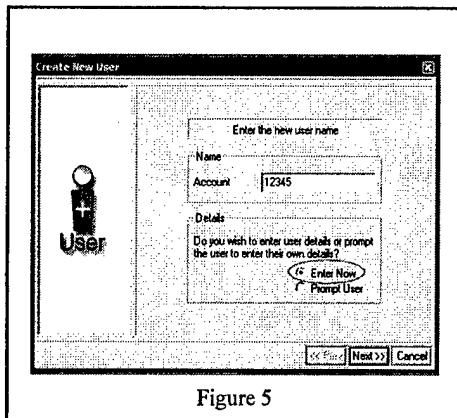 Create New User
Enter the new user name
Name
Account 12345
User
Details
Do you wish to enter user details or prompt
the user to enter their own details?
Enter Now
Prompt User
<< Prev Next >> Cancel
Figure 5